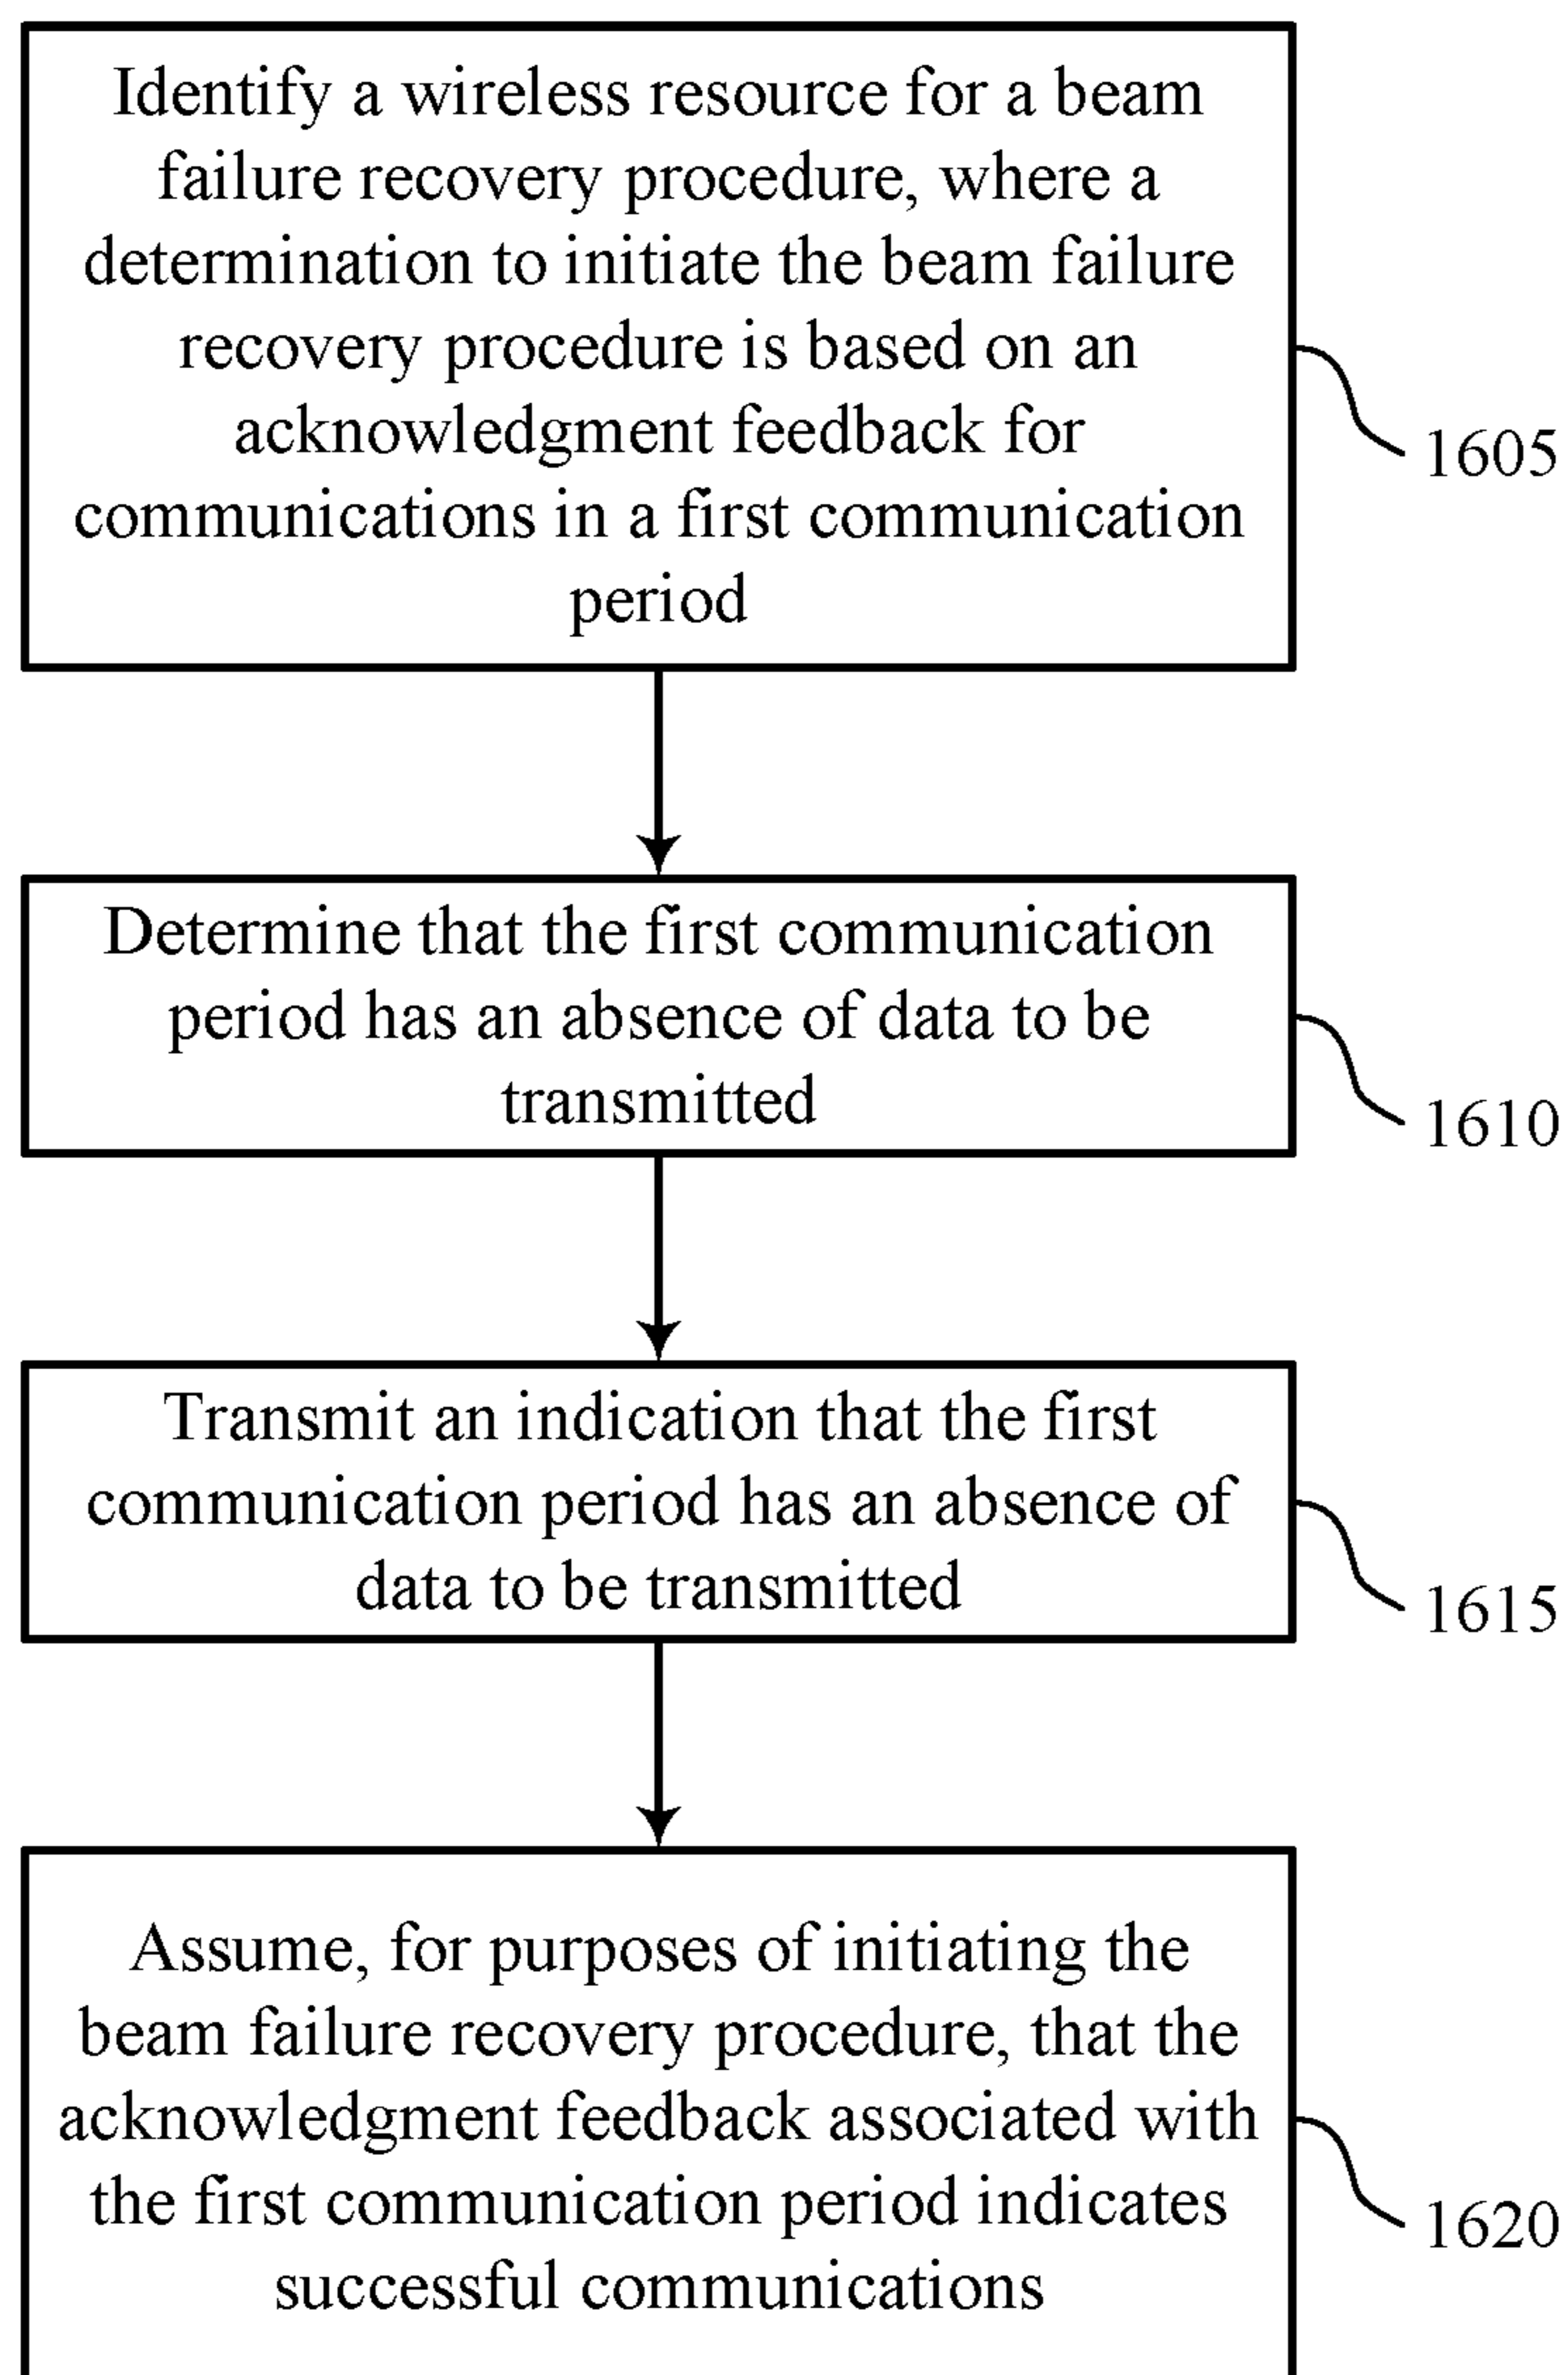 Identify a wireless resource for a beam
failure recovery procedure, where a
determination to initiate the beam failure
recovery procedure is based on an
acknowledgment feedback for
communications in a first communication
period
1605
Determine that the first communication
period has an absence of data to be
transmitted
1610
Transmit an indication that the first
communication period has an absence of
data to be transmitted
1615
Assume, for purposes of initiating the
beam failure recovery procedure, that the
acknowledgment feedback associated with
the first communication period indicates
successful communications
1620